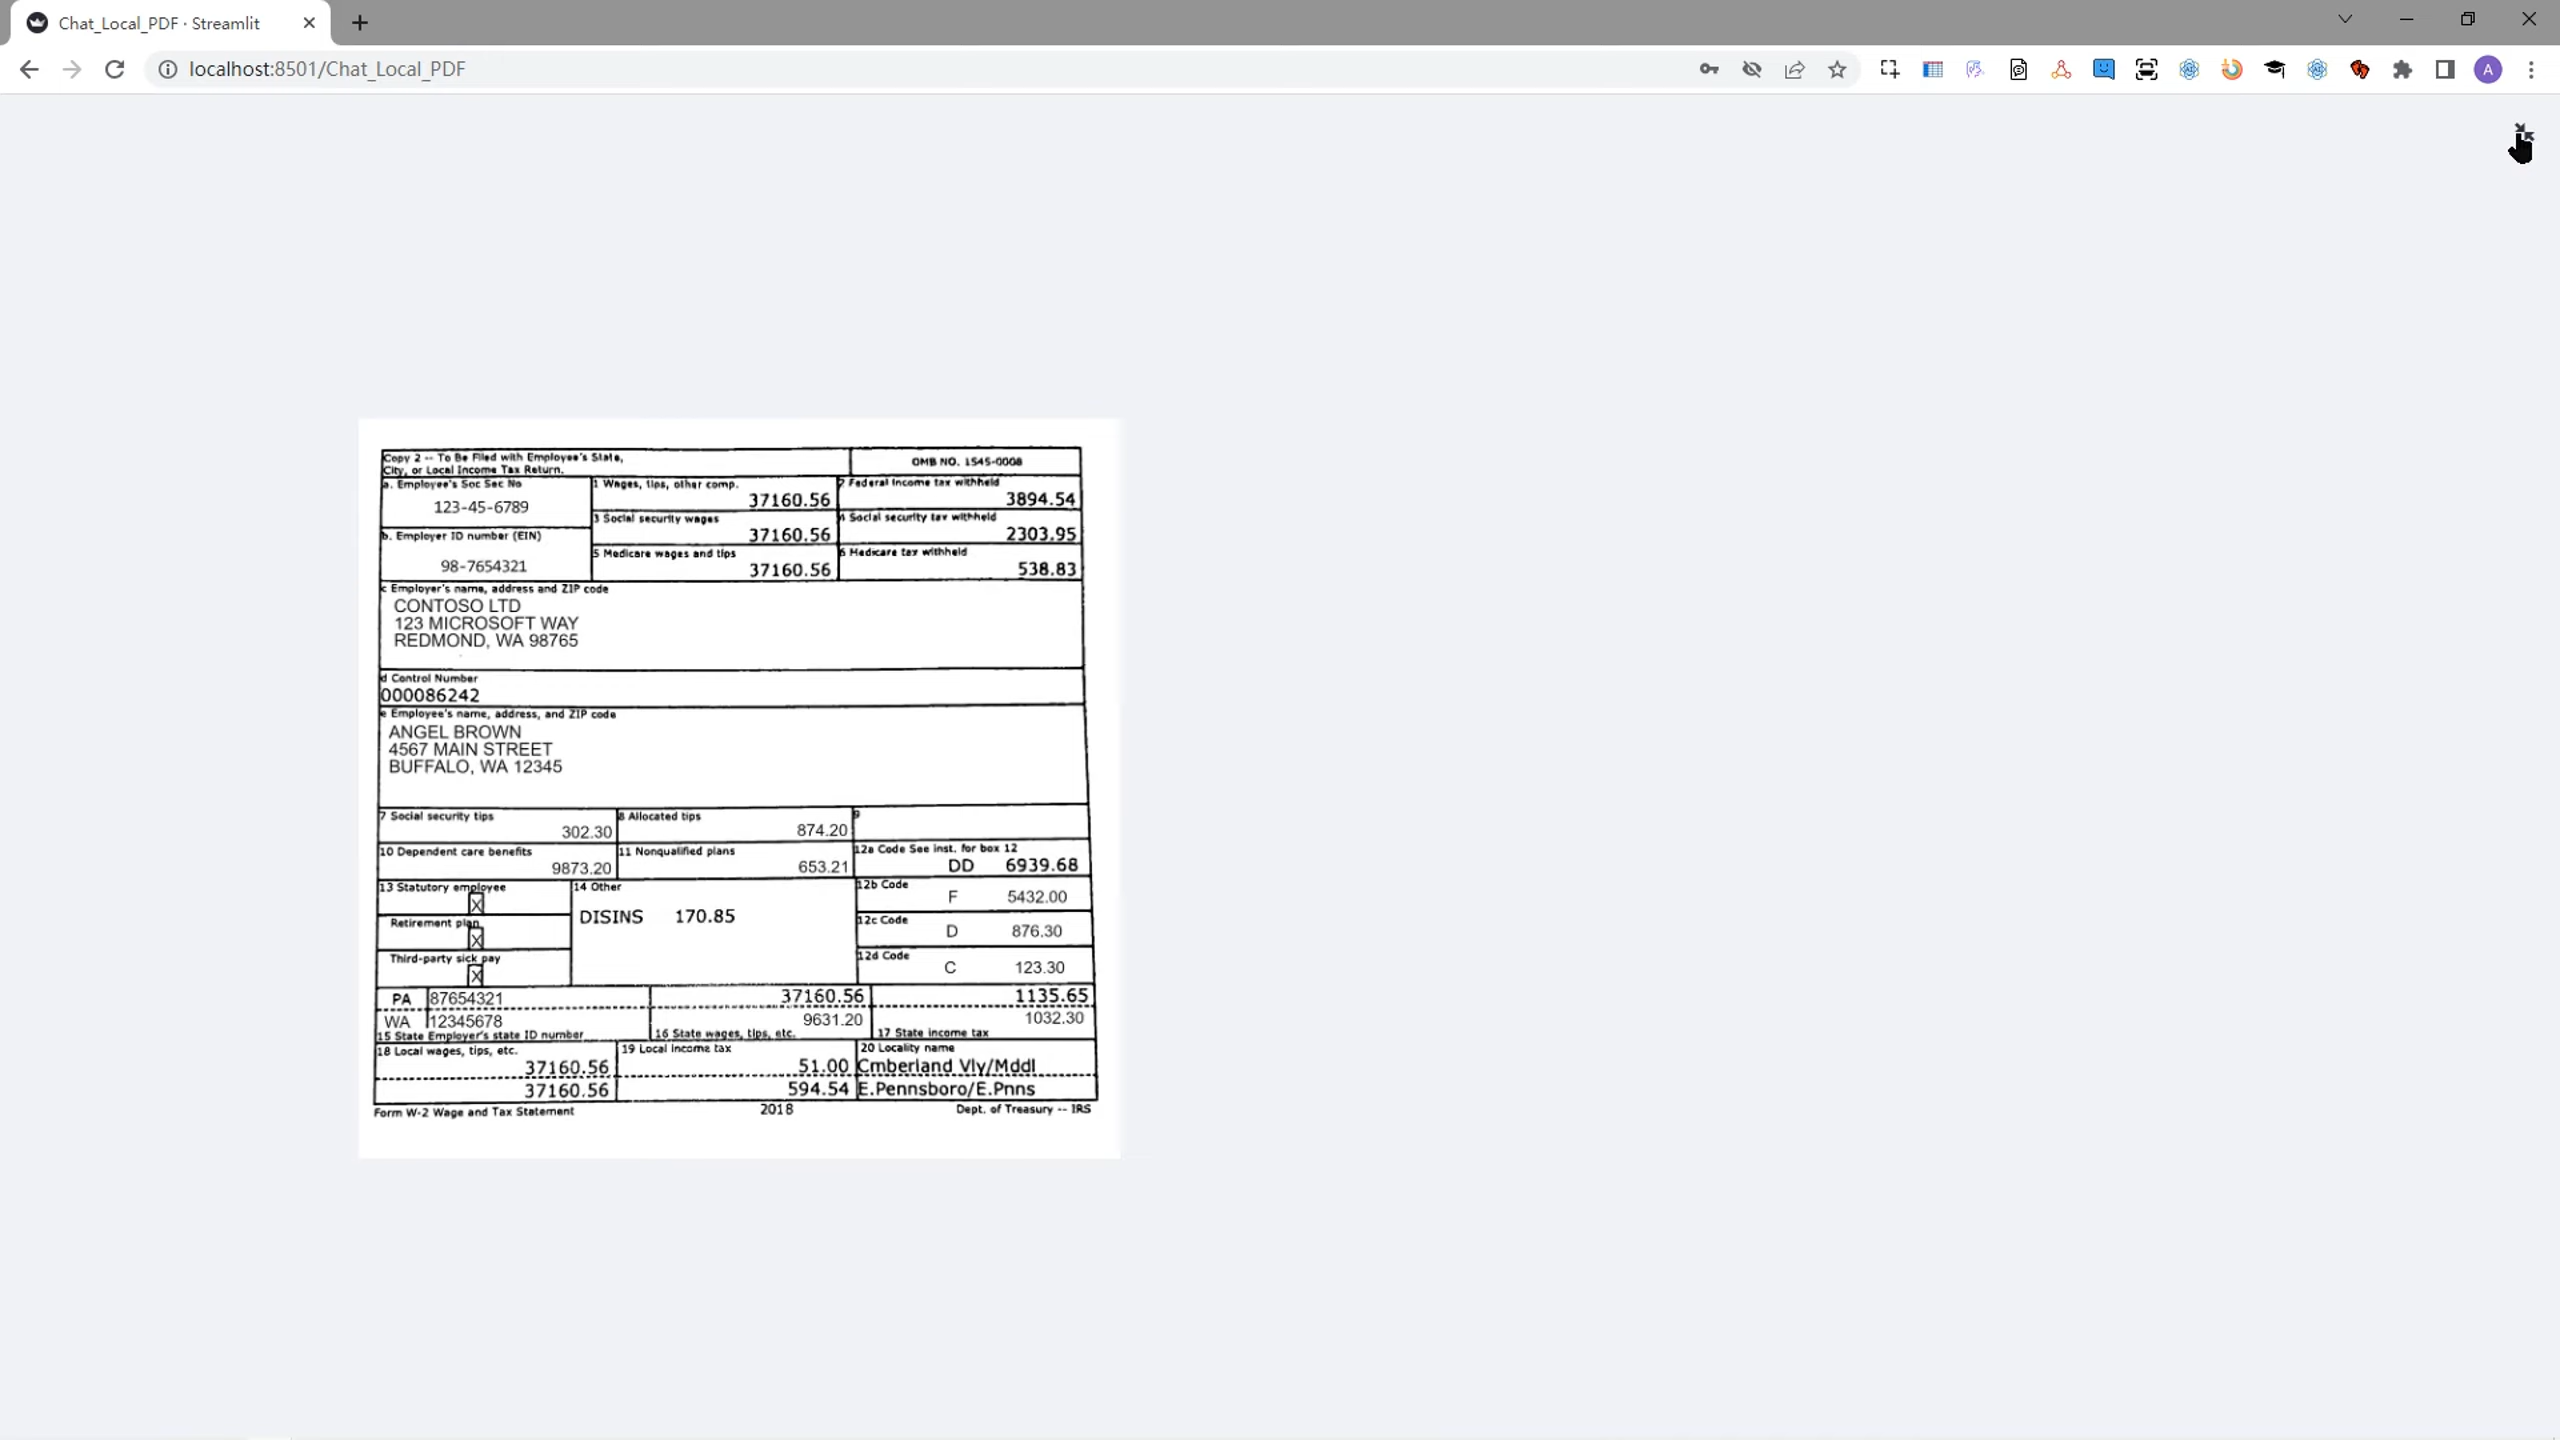 Chat_Local_PDF · Streamlit
localhost:8501/Chat_Local_PDF
A
Copy 2 -- To Be Filed with Employee's State,
City, or Local Income Tax Return.
OMB NO. 1545-0008
a. Employee's Soc Sec No
123-45-6789
1 Wages, tips, other comp.
37160.56
2 Federal income tax withheld
3894.54
3 Social security wages
37160.56
4 Social security tax withheld
2303.95
b. Employer ID number (EIN)
98-7654321
5 Medicare wages and tips
37160.56
6 Medicare tax withheld
538.83
c Employer's name, address and ZIP code
CONTOSO LTD
123 MICROSOFT WAY
REDMOND, WA 98765
d Control Number
000086242
e Employee's name, address, and ZIP code
ANGEL BROWN
4567 MAIN STREET
BUFFALO, WA 12345
7 Social security tips
302.30
8 Allocated tips
874.20
9
10 Dependent care benefits
9873.20
11 Nonqualified plans
653.21
12a Code See inst. for box 12
DD 6939.68
13 Statutory employee
X
14 Other
DISINS 170.85
12b Code
F 5432.00
Retirement plan
X
12c Code
D 876.30
Third-party sick pay
X
12d Code
C 123.30
PA 87654321 37160.56 1135.65
WA 12345678 9631.20 1032.30
15 State Employer's state ID number 16 State wages, tips, etc. 17 State income tax
18 Local wages, tips, etc. 19 Local income tax 20 Locality name
37160.56 51.00 Cmberland Vly/Mddl
37160.56 594.54 E.Pennsboro/E.Pnns
Form W-2 Wage and Tax Statement 2018 Dept. of Treasury -- IRS